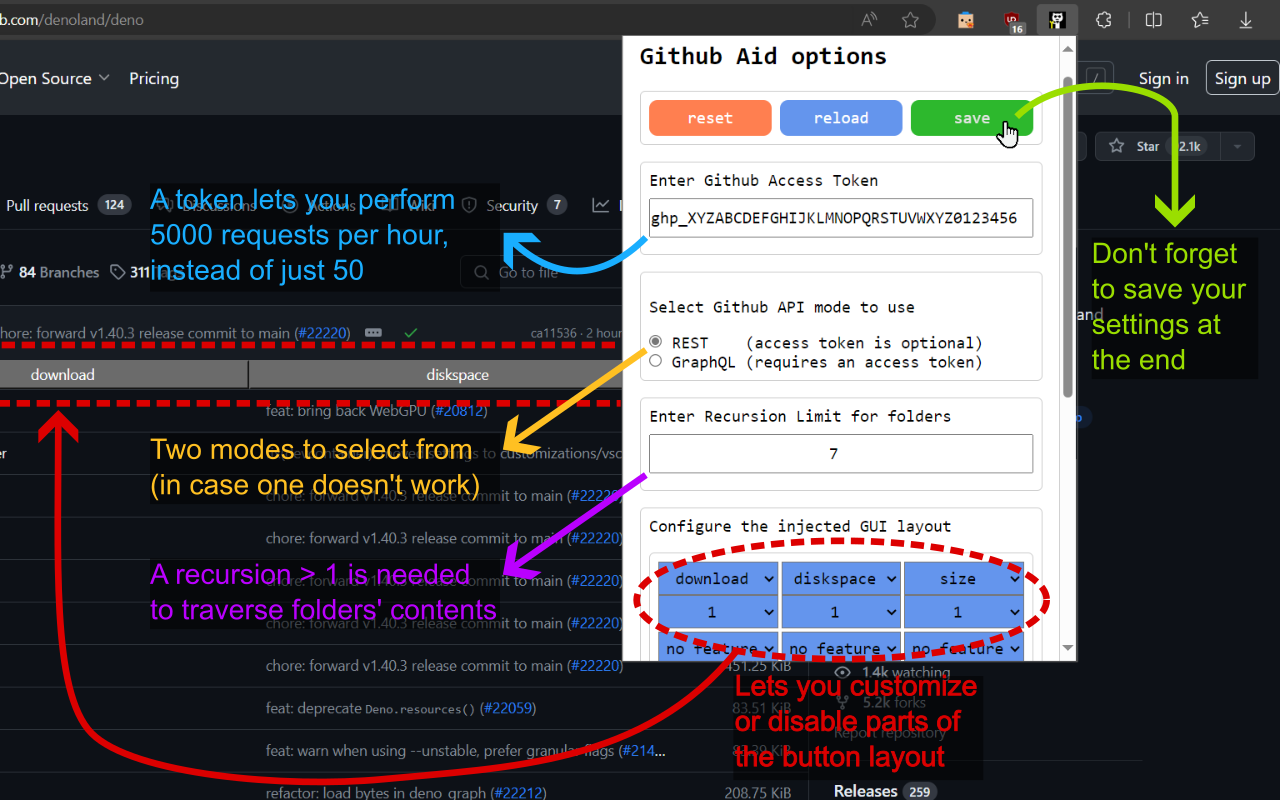 b.com/denoland/deno
16
Github Aid options
Open Source
Pricing
/
Sign in
Sign up
reset
reload
save
Star
2.1k
Enter Github Access Token
ghp_XYZABCDEFGHIJKLMNOPQRSTUVWXYZ0123456
Pull requests 124
Discussions
Actions
Wiki
Security 7
A token lets you perform
5000 requests per hour,
instead of just 50
84 Branches
311 Tags
Go to file
Don't forget
to save your
settings at
the end
and
Select Github API mode to use
REST (access token is optional)
GraphQL (requires an access token)
chore: forward v1.40.3 release commit to main (#22220)
ca11536 · 2 hour
download
diskspace
feat: bring back WebGPU (#20812)
Enter Recursion Limit for folders
7
Two modes to select from
(in case one doesn't work)
er
customizations/vsc
chore: forward v1.40.3 release commit to main (#22220)
Configure the injected GUI layout
chore: forward v1.40.3 release commit to main (#22220)
A recursion > 1 is needed
to traverse folders' contents
chore: forward v1.40.3 release commit to main (#22220)
chore: forward v1.40.3 release commit to main (#22220)
download
diskspace
size
1
1
1
no feature
no feature
no feature
chore: forward v1.40.3 release commit to main (#22220)
451.25 KiB
1.4k watching
5.2k forks
Report repository
Lets you customize
or disable parts of
the button layout
feat: deprecate Deno.resources() (#22059)
83.51 KiB
feat: warn when using --unstable, prefer granular flags (#214...
refactor: load bytes in deno_graph (#22212)
208.75 KiB
Releases 259